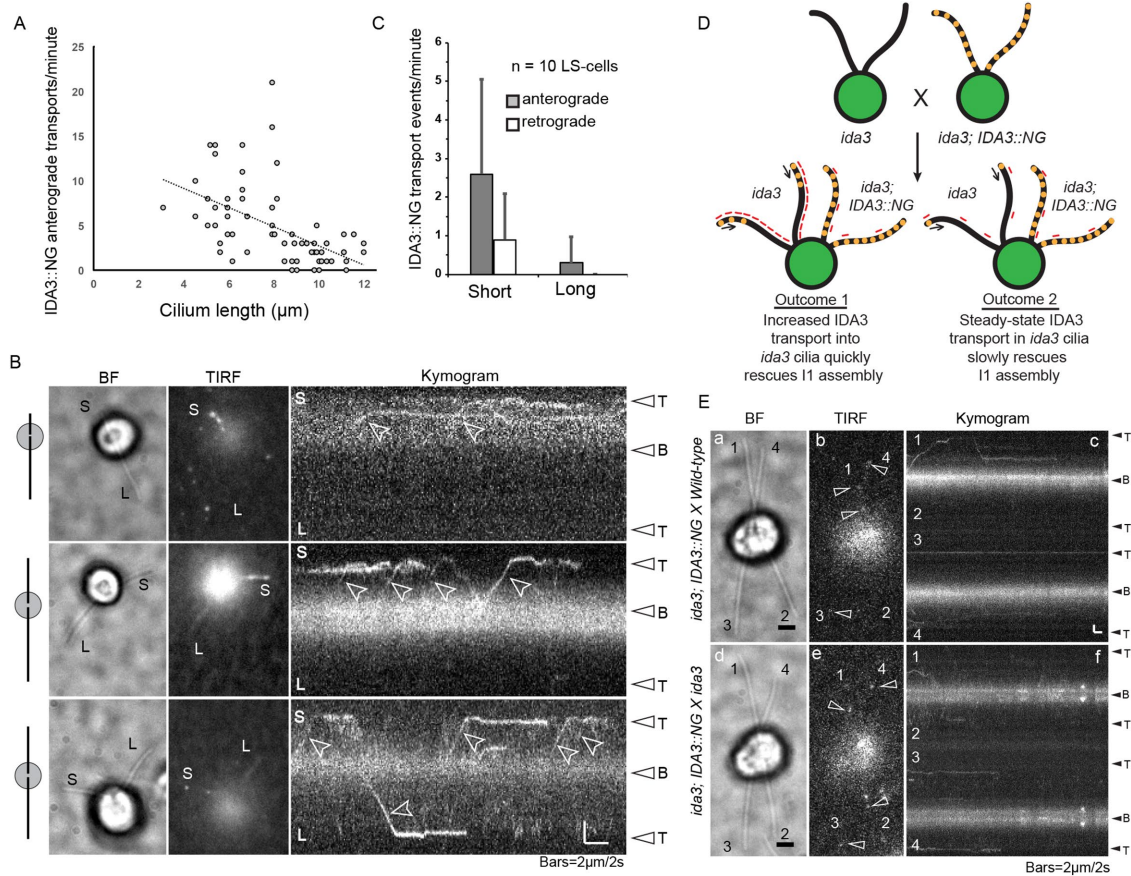 A
IDA3::NG anterograde transports/minute
25
20
15
10
5
0
0
2
4
6
8
10
12
Cilium length (µm)
C
IDA3::NG transport events/minute
6
5
4
3
2
1
0
n = 10 LS-cells
anterograde
retrograde
Short
Long
D
X
ida3
ida3; IDA3::NG
ida3
ida3;
IDA3::NG
ida3
ida3;
IDA3::NG
Outcome 1
Increased IDA3
transport into
ida3 cilia quickly
rescues I1 assembly
Outcome 2
Steady-state IDA3
transport in ida3 cilia
slowly rescues
I1 assembly
B
BF
TIRF
Kymogram
S
L
S
L
S
L
T
B
T
S
L
S
L
S
L
T
B
T
L
S
L
S
S
L
T
B
T
Bars=2µm/2s
E
BF
TIRF
Kymogram
ida3; IDA3::NG X Wild-type
a
1
4
3
2
b
1
4
3
2
c
1
2
3
4
T
B
T
T
B
T
ida3; IDA3::NG X ida3
d
1
4
3
2
e
1
4
3
2
f
1
2
3
4
T
B
T
B
T
Bars=2µm/2s